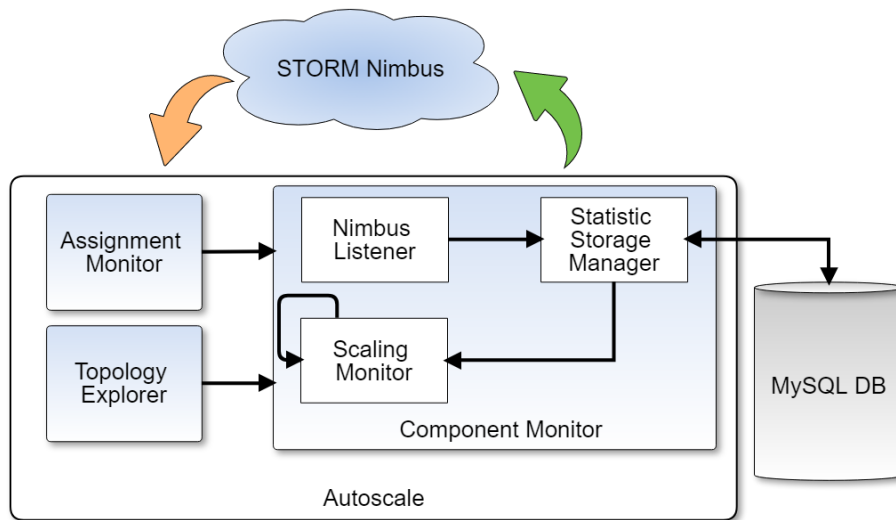 STORM Nimbus
Assignment
Monitor
Nimbus
Listener
Statistic
Storage
Manager
Topology
Explorer
Scaling
Monitor
MySQL DB
Component Monitor
Autoscale